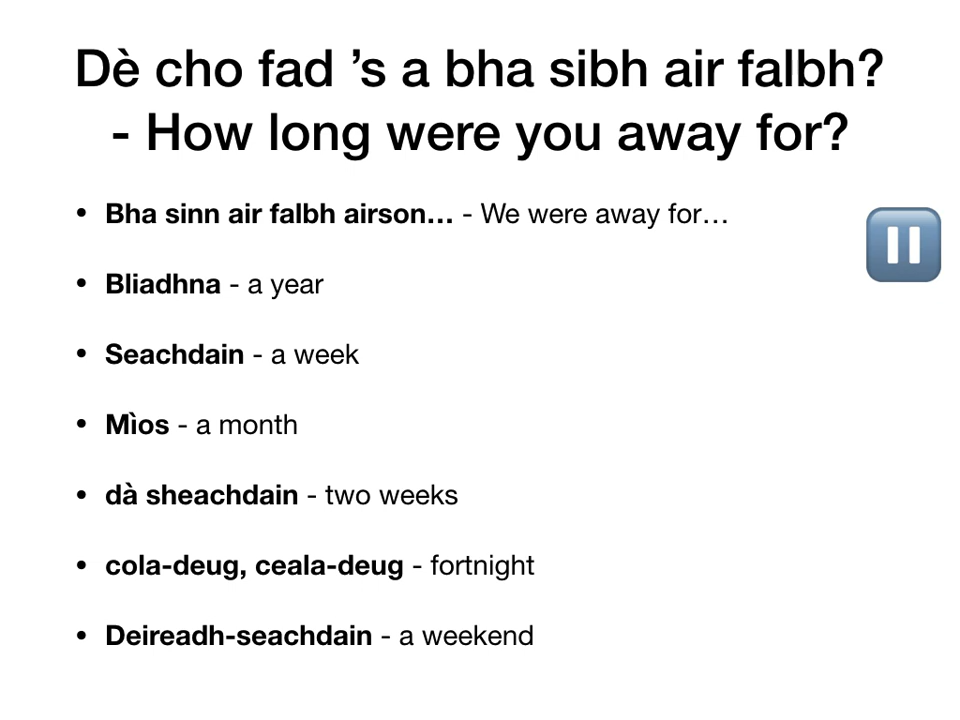 Dè cho fad ’s a bha sibh air falbh?
- How long were you away for?
• Bha sinn air falbh airson… - We were away for…
• Bliadhna - a year
• Seachdain - a week
• Mìos - a month
• dà sheachdain - two weeks
• cola-deug, ceala-deug - fortnight
• Deireadh-seachdain - a weekend